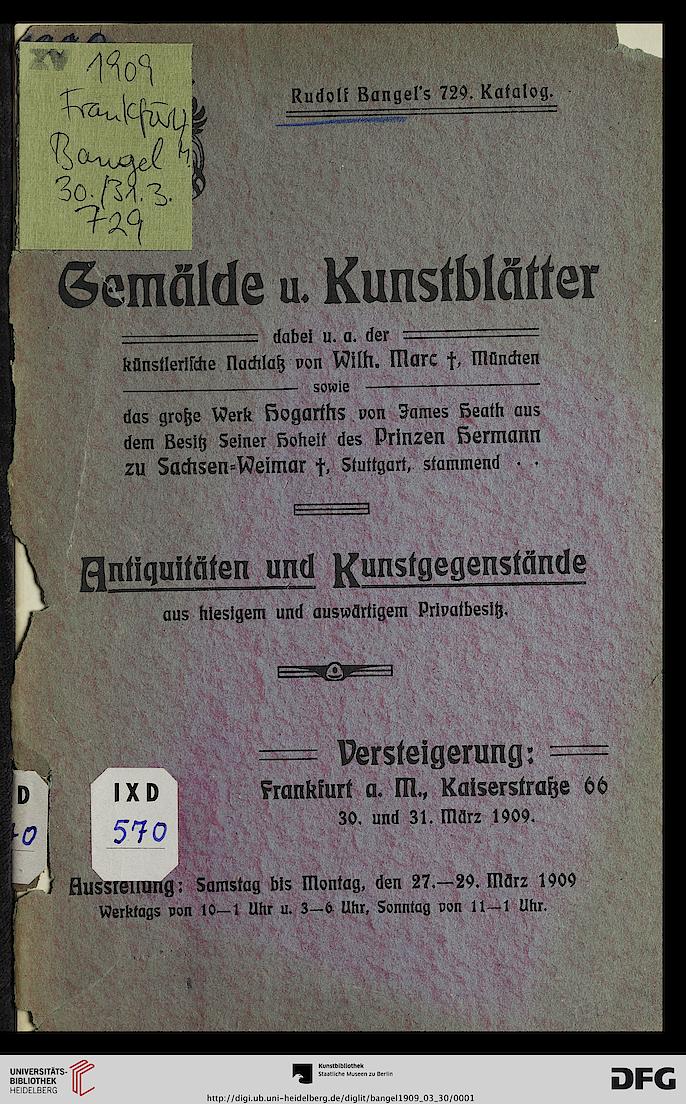 XV
1909
Frankfurt
Bangel
30./31.3.
729
Rudolf Bangel's 729. Katalog.
Gemälde u. Kunstblätter
dabei u. a. der
künstlerische Nachlaß von Wilh. Marc †, München
sowie
das große Werk Hogarths von James Heath aus
dem Besitz Seiner Hoheit des Prinzen Hermann
zu Sachsen-Weimar †, Stuttgart, stammend . .
Antiquitäten und Kunstgegenstände
aus hiesigem und auswärtigem Privatbesitz.
Versteigerung:
Frankfurt a. M., Kaiserstraße 66
30. und 31. März 1909.
D
0
IXD
570
Ausstellung: Samstag bis Montag, den 27.—29. März 1909
Werktags von 10—1 Uhr u. 3—6 Uhr, Sonntag von 11—1 Uhr.
UNIVERSITÄTS-
BIBLIOTHEK
HEIDELBERG
Kunstbibliothek
Staatliche Museen zu Berlin
DFG
http://digi.ub.uni-heidelberg.de/diglit/bangel1909_03_30/0001